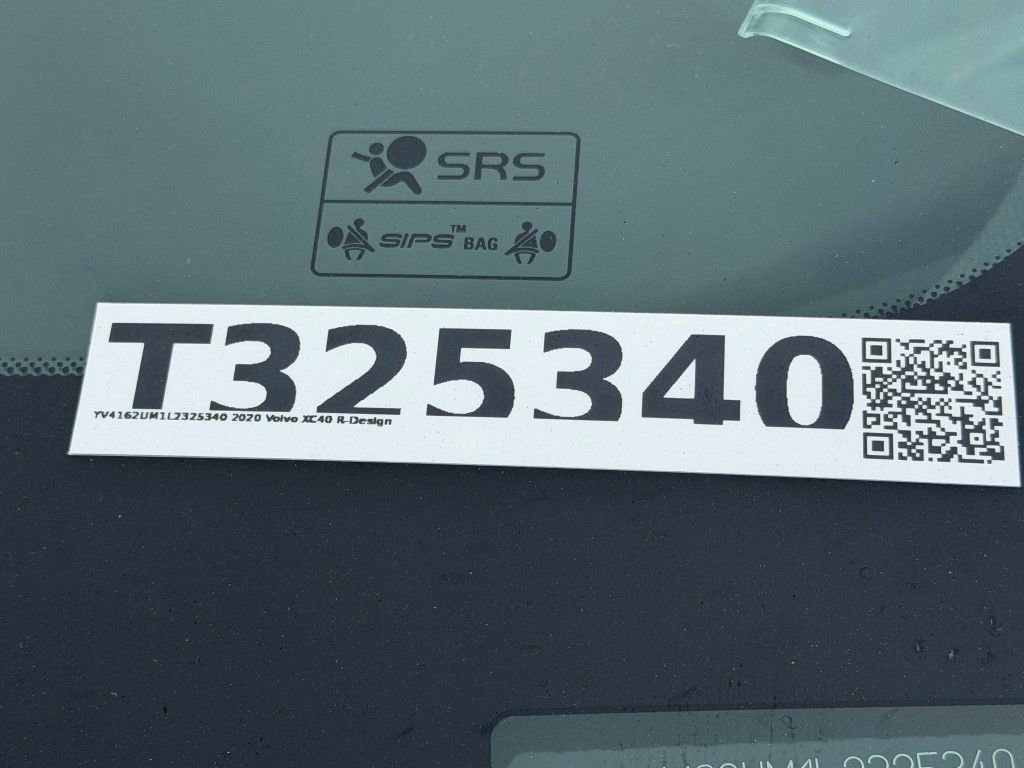 SRS
SIPS™ BAG
T325340
YV4162UM1L2325340 2020 Volvo XC40 R-Design